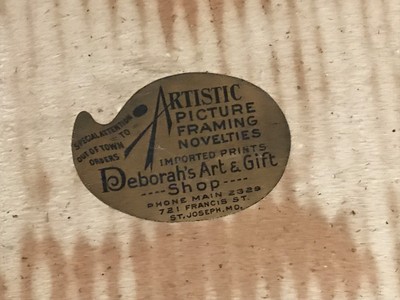 SPECIAL ATTENTION
TO
OUT OF TOWN
ORDERS
ARTISTIC
PICTURE
FRAMING
NOVELTIES
IMPORTED PRINTS
Deborah's Art & Gift
----Shop----
PHONE MAIN 2329
721 FRANCIS ST.
ST. JOSEPH, MO.